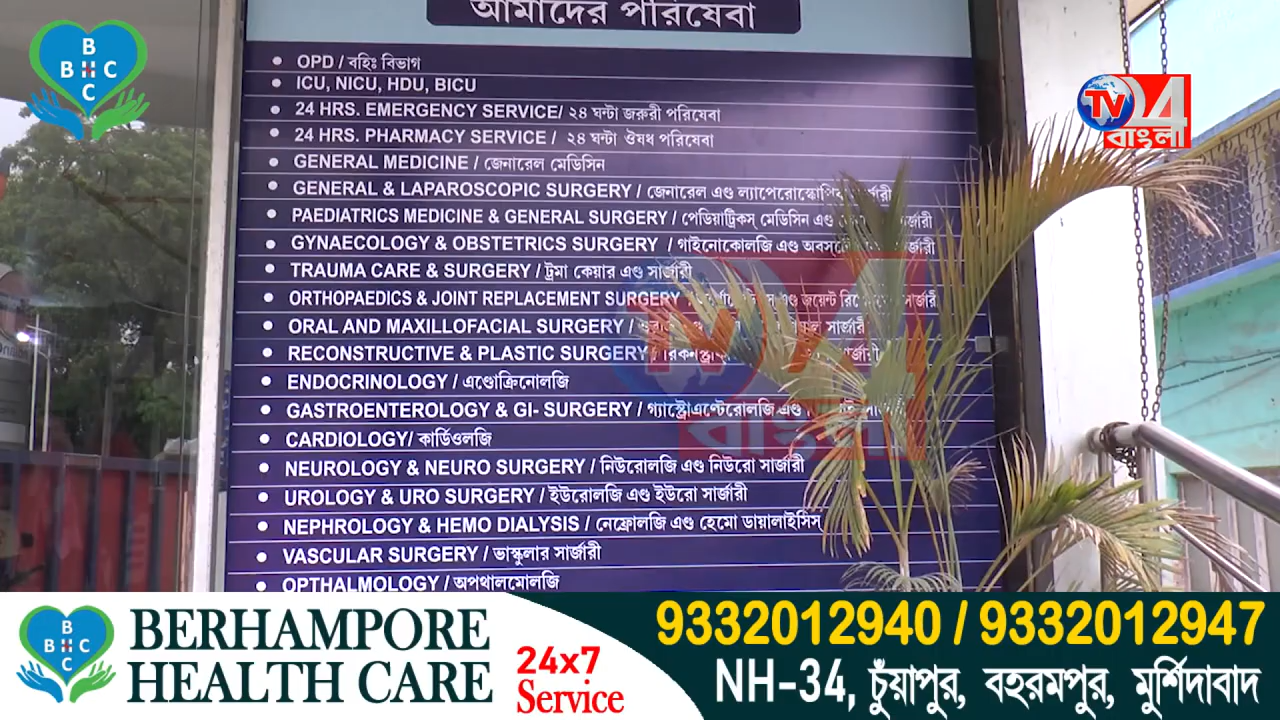 আমাদের পরিষেবা
B
B H C
C
TV 24
বাংলা
OPD / বহিঃ বিভাগ
ICU, NICU, HDU, BICU
24 HRS. EMERGENCY SERVICE/ ২৪ ঘন্টা জরুরী পরিষেবা
24 HRS. PHARMACY SERVICE / ২৪ ঘন্টা ঔষধ পরিষেবা
GENERAL MEDICINE / জেনারেল মেডিসিন
GENERAL & LAPAROSCOPIC SURGERY / জেনারেল এণ্ড ল্যাপেরোস্কোপিক সার্জারী
PAEDIATRICS MEDICINE & GENERAL SURGERY / পেডিয়াট্রিকস্ মেডিসিন এণ্ড সার্জারী
GYNAECOLOGY & OBSTETRICS SURGERY / গাইনোকোলজি এণ্ড সার্জারী
TRAUMA CARE & SURGERY / ট্রমা কেয়ার এণ্ড সার্জারী
ORTHOPAEDICS & JOINT REPLACEMENT SURGERY এণ্ড জয়েন্ট সার্জারী
ORAL AND MAXILLOFACIAL SURGERY / সার্জারী
RECONSTRUCTIVE & PLASTIC SURGERY / সার্জারী
ENDOCRINOLOGY / এণ্ডোক্রিনোলজি
GASTROENTEROLOGY & GI- SURGERY / গ্যাস্ট্রোএণ্টেরোলজি এণ্ড
CARDIOLOGY/ কার্ডিওলজি
NEUROLOGY & NEURO SURGERY / নিউরোলজি এণ্ড নিউরো সার্জারী
UROLOGY & URO SURGERY / ইউরোলজি এণ্ড ইউরো সার্জারী
NEPHROLOGY & HEMO DIALYSIS / নেফ্রোলজি এণ্ড হেমো ডায়ালাইসিস
VASCULAR SURGERY / ভাস্কুলার সার্জারী
OPTHALMOLOGY / অপথালমোলজি
B
B H C
C
BERHAMPORE
HEALTH CARE
24x7
Service
9332012940 / 9332012947
NH-34, চুঁয়াপুর, বহরমপুর, মুর্শিদাবাদ